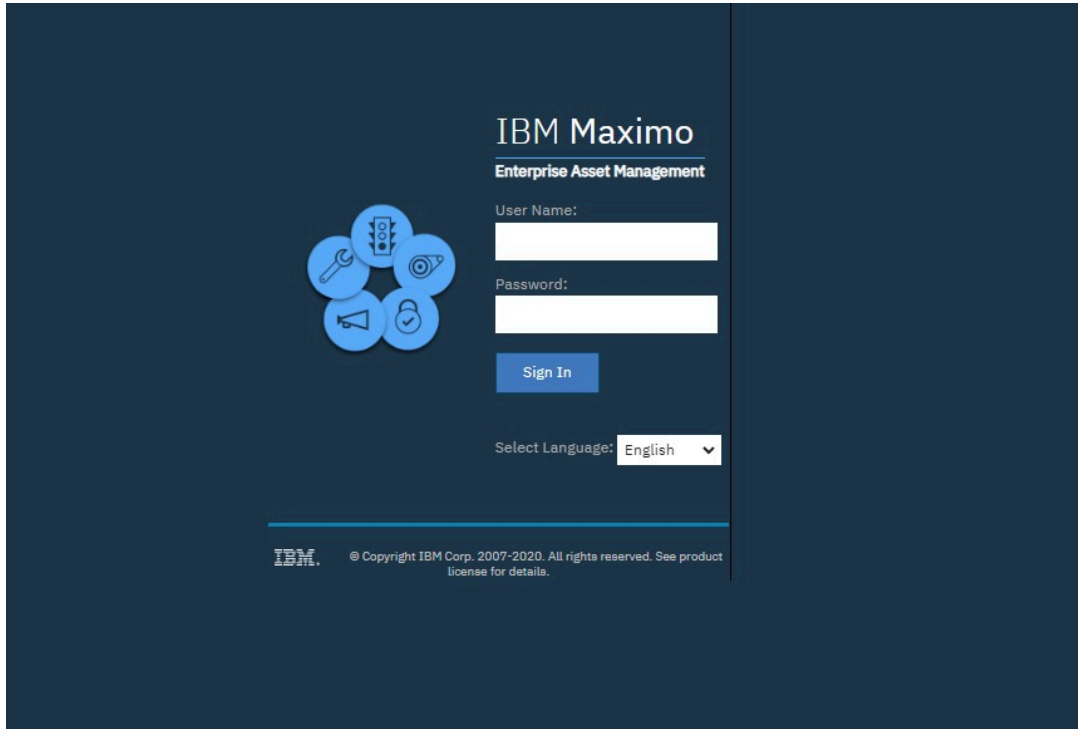 IBM Maximo
Enterprise Asset Management
User Name:
Password:
Sign In
Select Language: English
IBM.
© Copyright IBM Corp. 2007-2020. All rights reserved. See product
license for details.